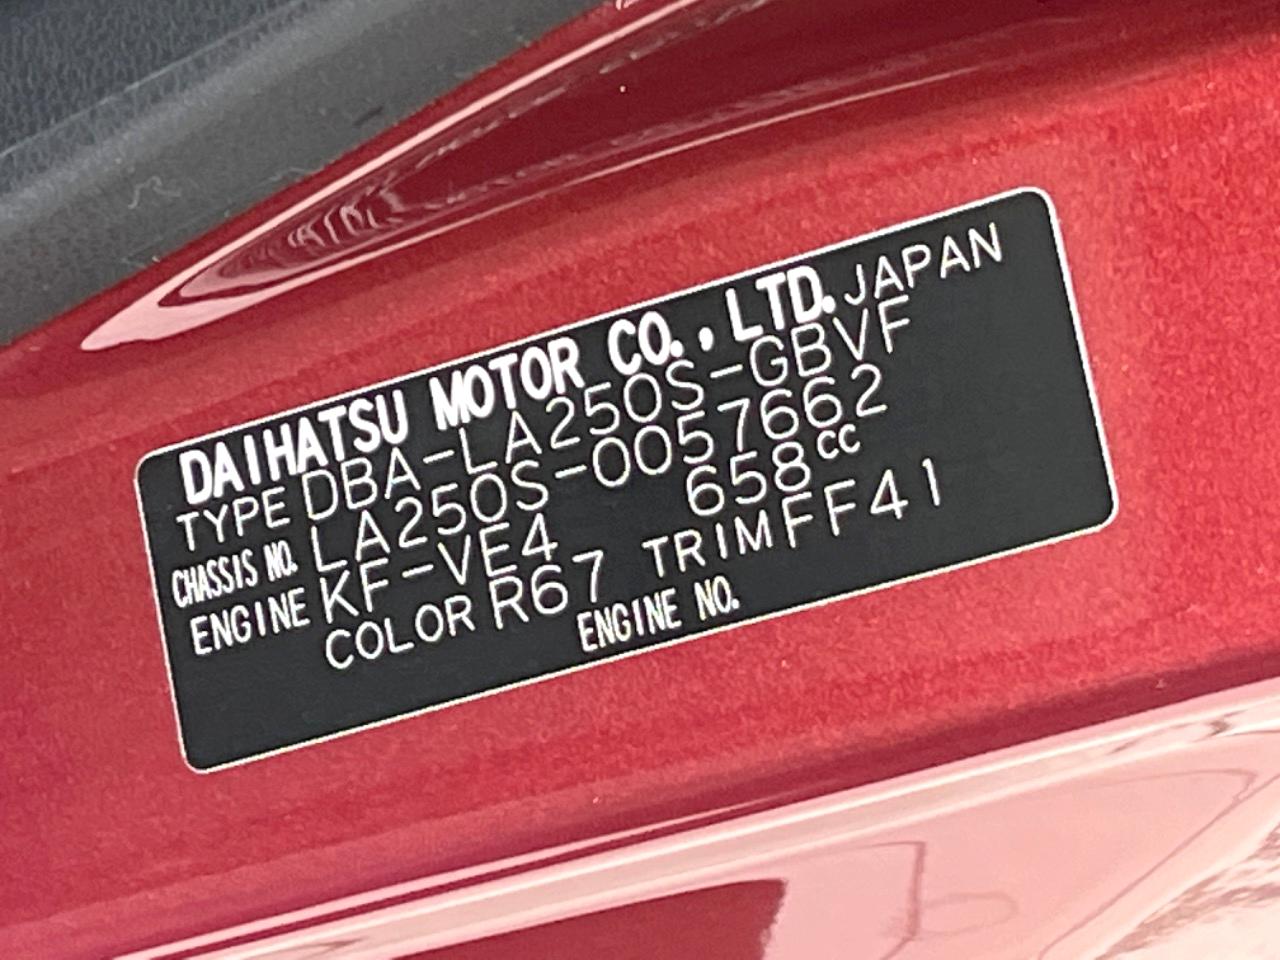 DAIHATSU MOTOR CO., LTD. JAPAN
TYPE DBA-LA250S-GBVF
CHASSIS NO. LA250S-0057662
ENGINE KF-VE4 658cc
COLOR R67 TRIM FF41
ENGINE NO.